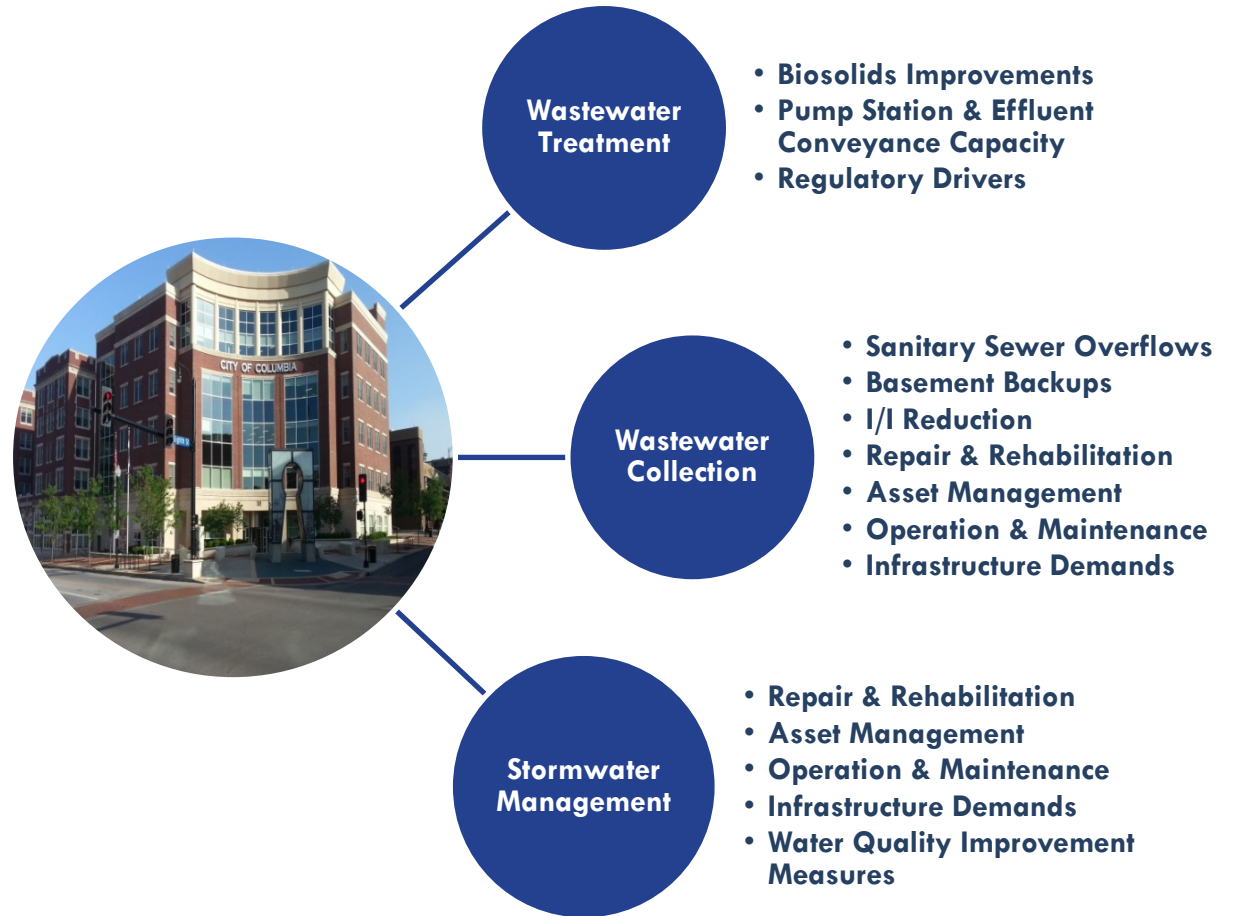 Wastewater
Treatment
• Biosolids Improvements
• Pump Station & Effluent
Conveyance Capacity
• Regulatory Drivers
CITY OF COLUMBIA
Wastewater
Collection
• Sanitary Sewer Overflows
• Basement Backups
• I/I Reduction
• Repair & Rehabilitation
• Asset Management
• Operation & Maintenance
• Infrastructure Demands
Stormwater
Management
• Repair & Rehabilitation
• Asset Management
• Operation & Maintenance
• Infrastructure Demands
• Water Quality Improvement
Measures